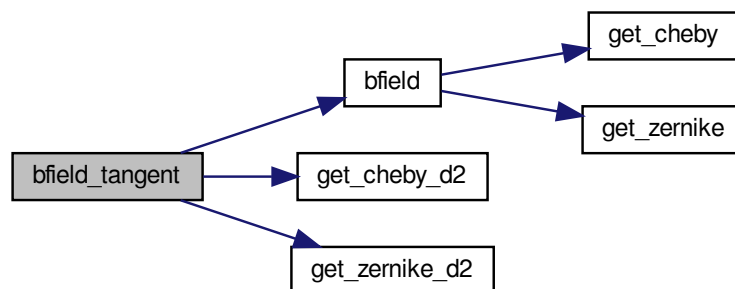 get_cheby
bfield
get_zernike
bfield_tangent
get_cheby_d2
get_zernike_d2